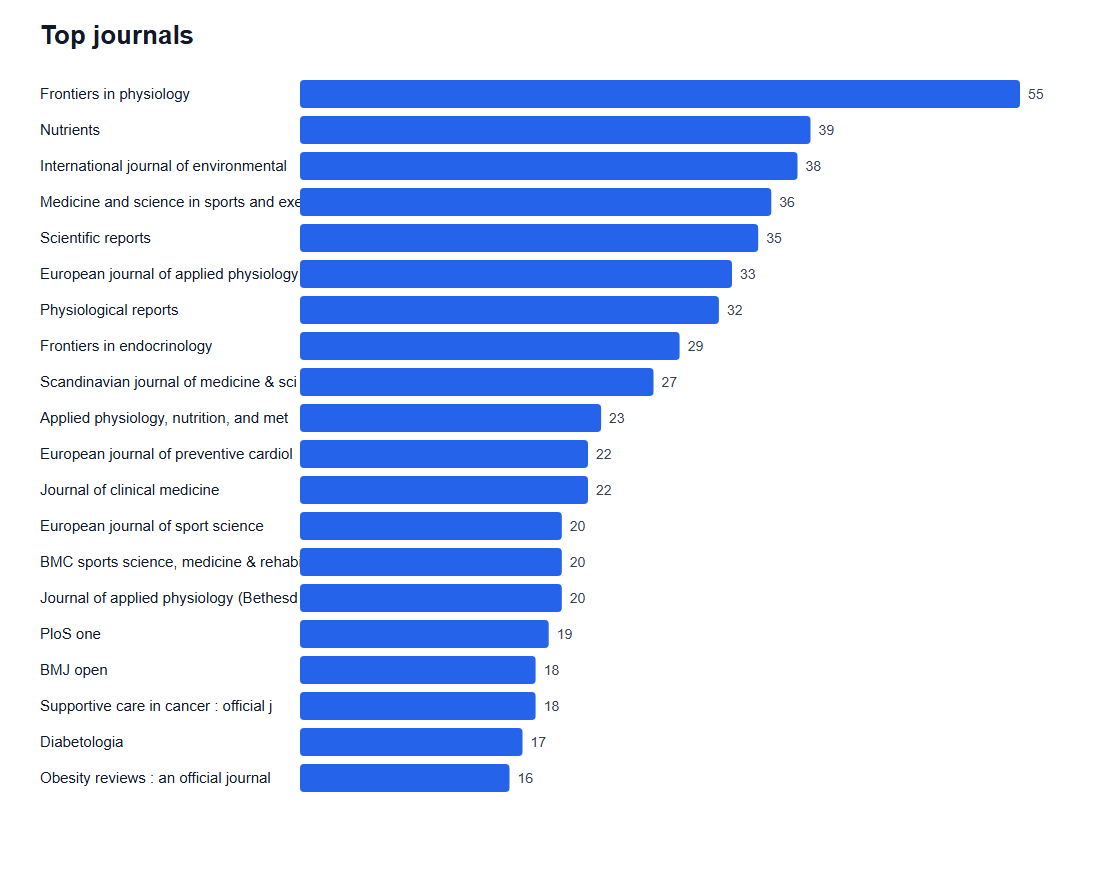 Top journals
Frontiers in physiology 55
Nutrients 39
International journal of environmental 38
Medicine and science in sports and exe 36
Scientific reports 35
European journal of applied physiology 33
Physiological reports 32
Frontiers in endocrinology 29
Scandinavian journal of medicine & sci 27
Applied physiology, nutrition, and met 23
European journal of preventive cardiol 22
Journal of clinical medicine 22
European journal of sport science 20
BMC sports science, medicine & rehabi 20
Journal of applied physiology (Bethesd 20
PloS one 19
BMJ open 18
Supportive care in cancer : official j 18
Diabetologia 17
Obesity reviews : an official journal 16